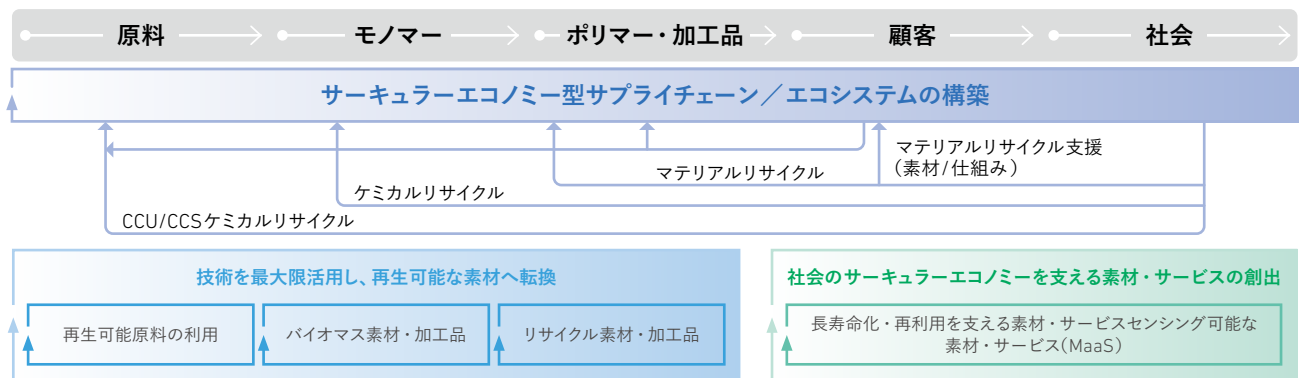 原料
モノマー
ポリマー・加工品
顧客
社会
サーキュラーエコノミー型サプライチェーン／エコシステムの構築
マテリアルリサイクル支援
（素材/仕組み）
マテリアルリサイクル
ケミカルリサイクル
CCU/CCSケミカルリサイクル
技術を最大限活用し、再生可能な素材へ転換
再生可能原料の利用
バイオマス素材・加工品
リサイクル素材・加工品
社会のサーキュラーエコノミーを支える素材・サービスの創出
長寿命化・再利用を支える素材・サービスセンシング可能な
素材・サービス(MaaS)